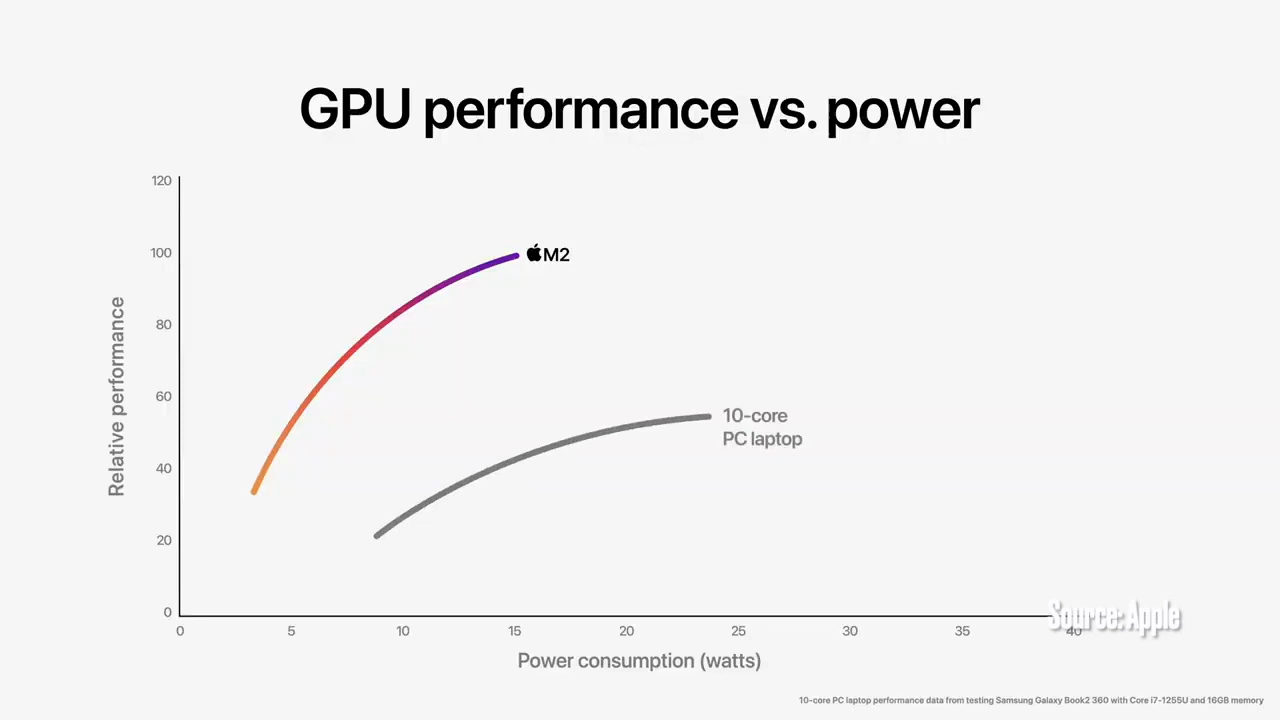 GPU performance vs. power
120
100
80
60
40
20
0
Relative performance
M2
10-core
PC laptop
0 5 10 15 20 25 30 35 40
Source: Apple
Power consumption (watts)
10-core PC laptop performance data from testing Samsung Galaxy Book2 360 with Core i7-1255U and 16GB memory